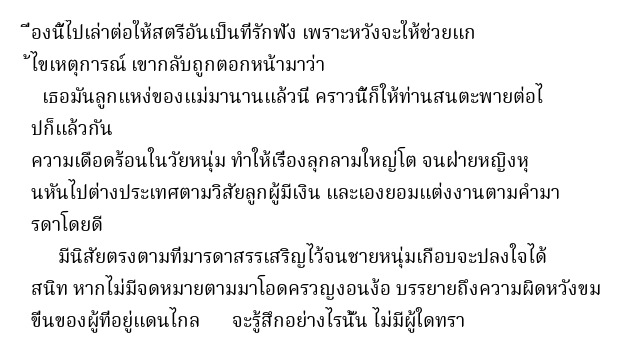 ื่องนี้ไปเล่าต่อให้สตรีอันเป็นที่รักฟัง เพราะหวังจะให้ช่วยแก
้ไขเหตุการณ์ เขากลับถูกตอกหน้ามาว่า
เธอมันลูกแหง่ของแม่มานานแล้วนี่ คราวนี้ก็ให้ท่านสนตะพายต่อไ
ปก็แล้วกัน
ความเดือดร้อนในวัยหนุ่ม ทำให้เรื่องลุกลามใหญ่โต จนฝ่ายหญิงหุ
นหันไปต่างประเทศตามวิสัยลูกผู้มีเงิน และเองยอมแต่งงานตามคำมา
รดาโดยดี
มีนิสัยตรงตามที่มารดาสรรเสริญไว้จนชายหนุ่มเกือบจะปลงใจได้
สนิท หากไม่มีจดหมายตามมาโอดครวญงอนง้อ บรรยายถึงความผิดหวังขม
ขื่นของผู้ที่อยู่แดนไกล จะรู้สึกอย่างไรนั้น ไม่มีผู้ใดทรา